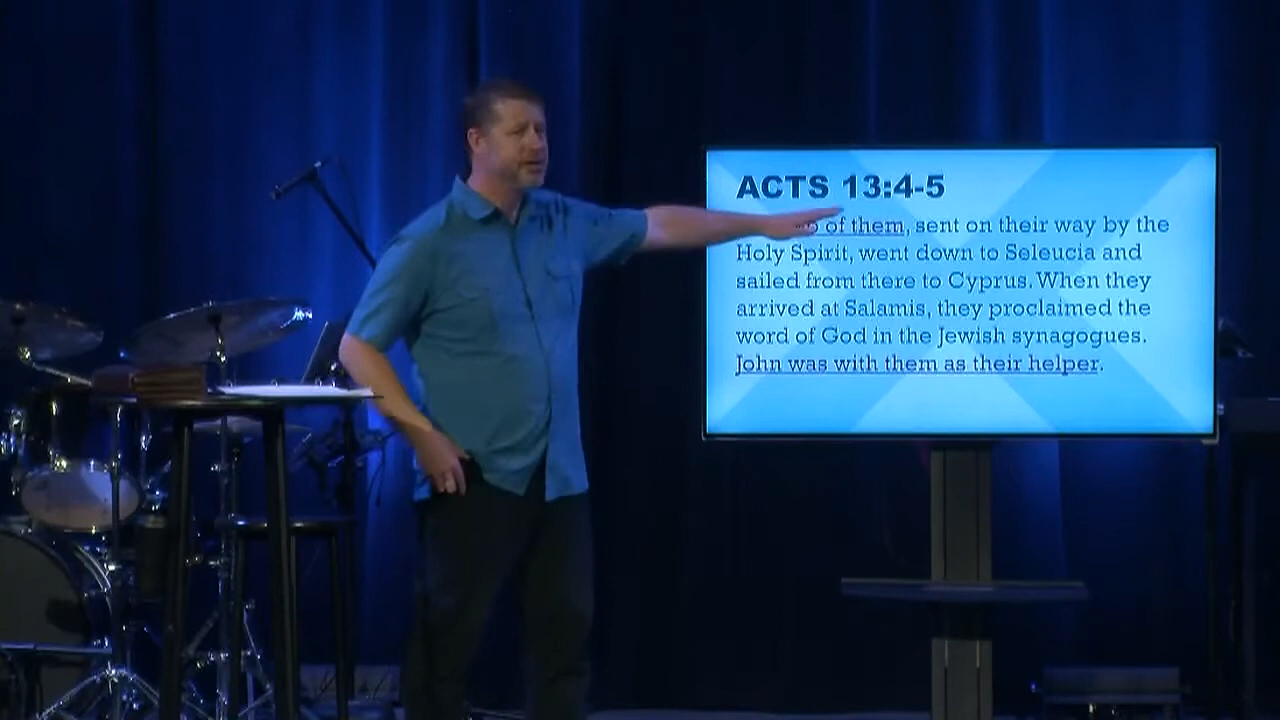 ACTS 13:4-5
of them, sent on their way by the
Holy Spirit, went down to Seleucia and
sailed from there to Cyprus. When they
arrived at Salamis, they proclaimed the
word of God in the Jewish synagogues.
John was with them as their helper.